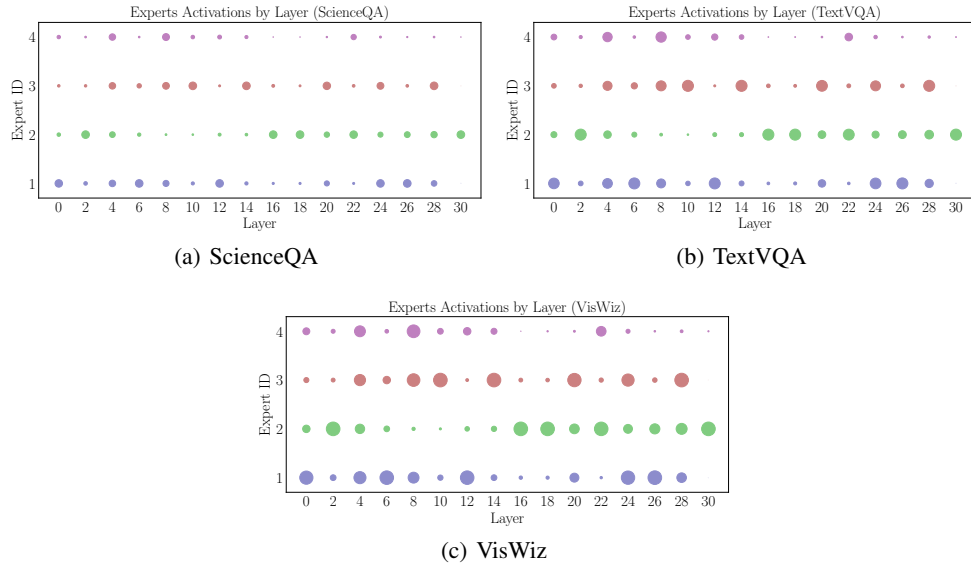 Experts Activations by Layer (ScienceQA)
4
3
2
1
Expert ID
0 2 4 6 8 10 12 14 16 18 20 22 24 26 28 30
Layer
(a) ScienceQA
Experts Activations by Layer (TextVQA)
4
3
2
1
Expert ID
0 2 4 6 8 10 12 14 16 18 20 22 24 26 28 30
Layer
(b) TextVQA
Experts Activations by Layer (VisWiz)
4
3
2
1
Expert ID
0 2 4 6 8 10 12 14 16 18 20 22 24 26 28 30
Layer
(c) VisWiz